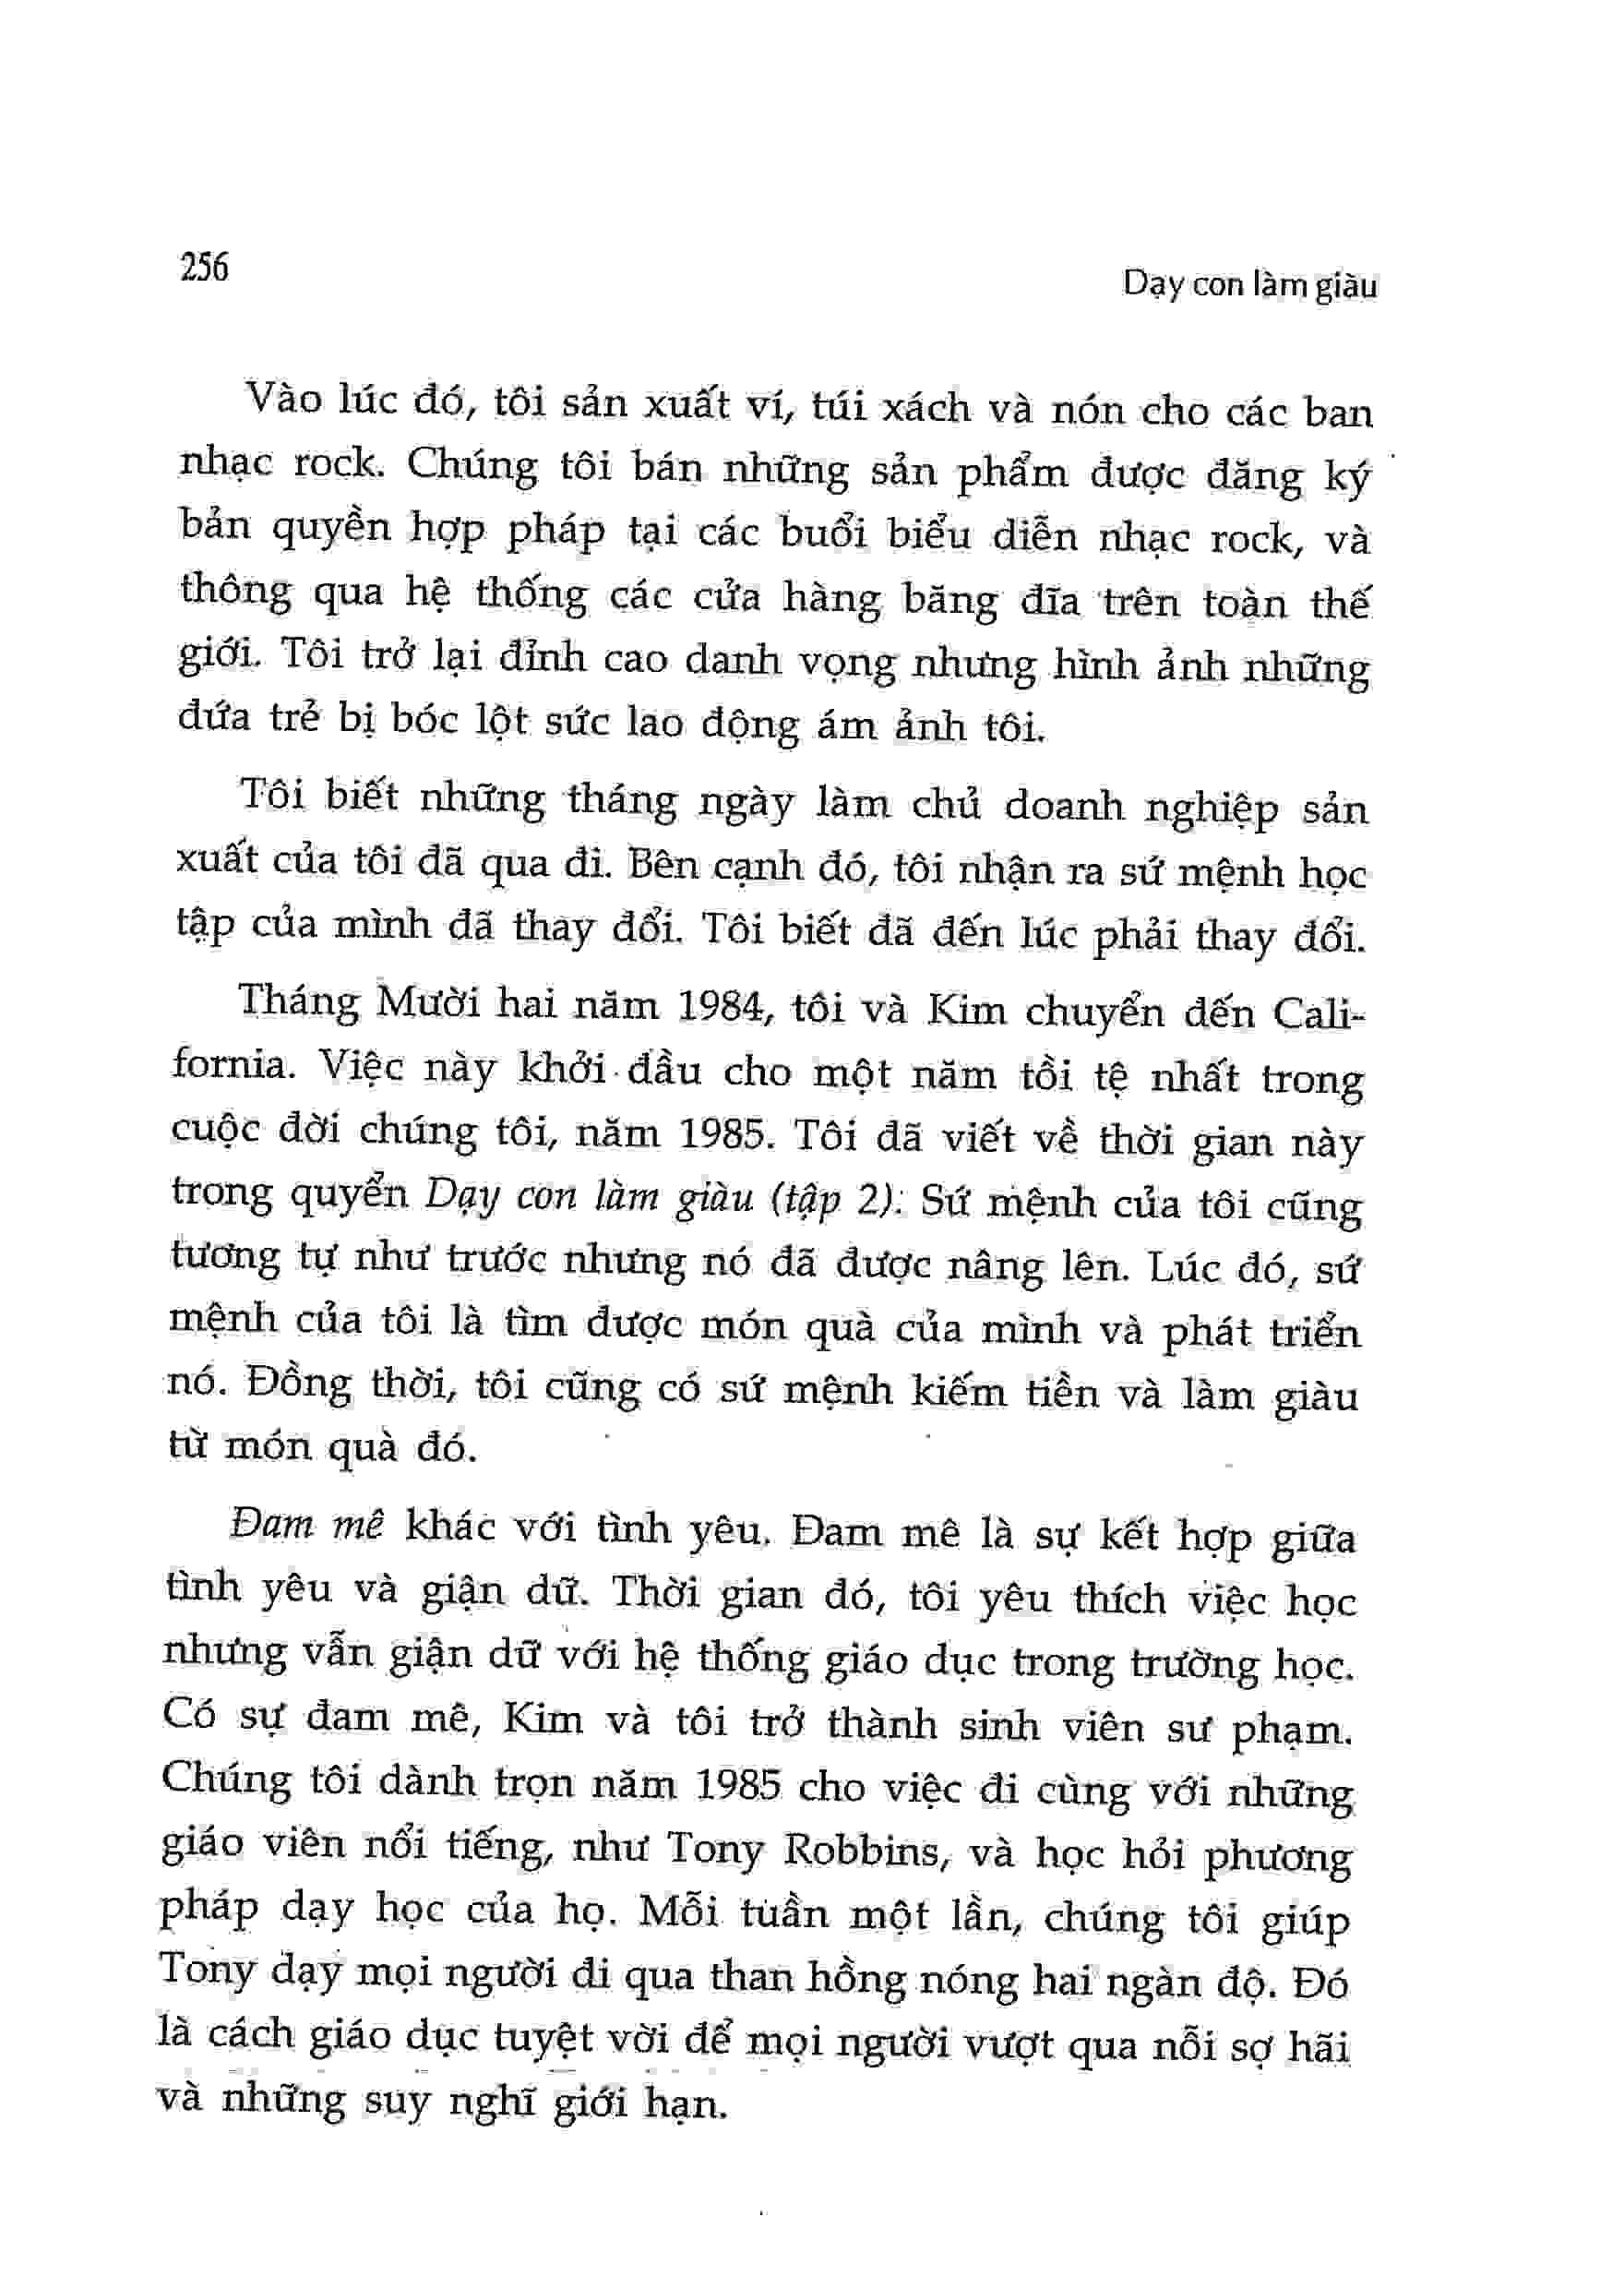 256
Dạy con làm giàu
Vào lúc đó, tôi sản xuất ví, túi xách và nón cho các ban
nhạc rock. Chúng tôi bán những sản phẩm được đăng ký
bản quyền hợp pháp tại các buổi biểu diễn nhạc rock, và
thông qua hệ thống các cửa hàng băng đĩa trên toàn thế
giới. Tôi trở lại đỉnh cao danh vọng nhưng hình ảnh những
đứa trẻ bị bóc lột sức lao động ám ảnh tôi.
Tôi biết những tháng ngày làm chủ doanh nghiệp sản
xuất của tôi đã qua đi. Bên cạnh đó, tôi nhận ra sứ mệnh học
tập của mình đã thay đổi. Tôi biết đã đến lúc phải thay đổi.
Tháng Mười hai năm 1984, tôi và Kim chuyển đến Cali-
fornia. Việc này khởi đầu cho một năm tồi tệ nhất trong
cuộc đời chúng tôi, năm 1985. Tôi đã viết về thời gian này
trong quyển Dạy con làm giàu (tập 2). Sứ mệnh của tôi cũng
tương tự như trước nhưng nó đã được nâng lên. Lúc đó, sứ
mệnh của tôi là tìm được món quà của mình và phát triển
nó. Đồng thời, tôi cũng có sứ mệnh kiếm tiền và làm giàu
từ món quà đó.
Đam mê khác với tình yêu. Đam mê là sự kết hợp giữa
tình yêu và giận dữ. Thời gian đó, tôi yêu thích việc học
nhưng vẫn giận dữ với hệ thống giáo dục trong trường học.
Có sự đam mê, Kim và tôi trở thành sinh viên sư phạm.
Chúng tôi dành trọn năm 1985 cho việc đi cùng với những
giáo viên nổi tiếng, như Tony Robbins, và học hỏi phương
pháp dạy học của họ. Mỗi tuần một lần, chúng tôi giúp
Tony dạy mọi người đi qua than hồng nóng hai ngàn độ. Đó
là cách giáo dục tuyệt vời để mọi người vượt qua nỗi sợ hãi
và những suy nghĩ giới hạn.